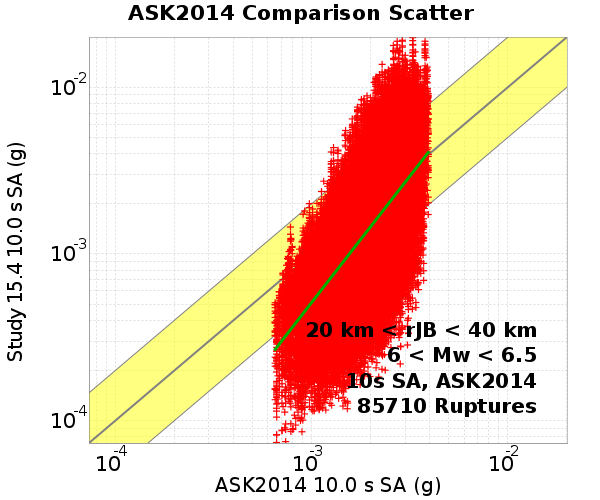 ASK2014 Comparison Scatter
Study 15.4 10.0 s SA (g)
10-2
10-3
10-4
20 km < rJB < 40 km
6 < Mw < 6.5
10s SA, ASK2014
85710 Ruptures
10-4 10-3 10-2
ASK2014 10.0 s SA (g)